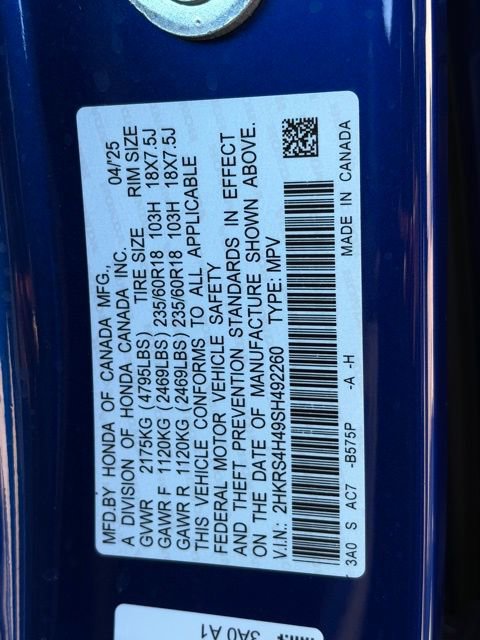 MFD.BY HONDA OF CANADA MFG., 04/25
A DIVISION OF HONDA CANADA INC.
GVWR 2175KG (4795LBS) TIRE SIZE RIM SIZE
GAWR F 1120KG (2469LBS) 235/60R18 103H 18X7.5J
GAWR R 1120KG (2469LBS) 235/60R18 103H 18X7.5J
THIS VEHICLE CONFORMS TO ALL APPLICABLE
FEDERAL MOTOR VEHICLE SAFETY
AND THEFT PREVENTION STANDARDS IN EFFECT
ON THE DATE OF MANUFACTURE SHOWN ABOVE.
V.I.N.: 2HKRS4H49SH492260 TYPE: MPV
3A0 S AC7 -B575P -A -H MADE IN CANADA
3A0 A1